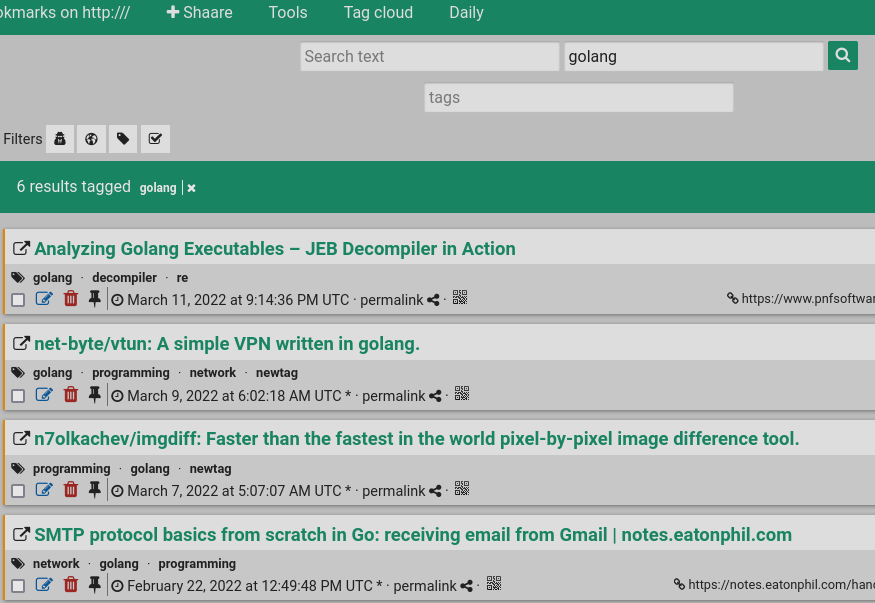 okmarks on http:///
Shaare
Tools
Tag cloud
Daily
Search text
golang
tags
Filters
6 results tagged golang
Analyzing Golang Executables – JEB Decompiler in Action
golang · decompiler · re
March 11, 2022 at 9:14:36 PM UTC · permalink ·
https://www.pnfsoftwar
net-byte/vtun: A simple VPN written in golang.
golang · programming · network · newtag
March 9, 2022 at 6:02:18 AM UTC * · permalink ·
n7olkachev/imgdiff: Faster than the fastest in the world pixel-by-pixel image difference tool.
programming · golang · newtag
March 7, 2022 at 5:07:07 AM UTC * · permalink ·
SMTP protocol basics from scratch in Go: receiving email from Gmail | notes.eatonphil.com
network · golang · programming
February 22, 2022 at 12:49:48 PM UTC * · permalink ·
https://notes.eatonphil.com/hand